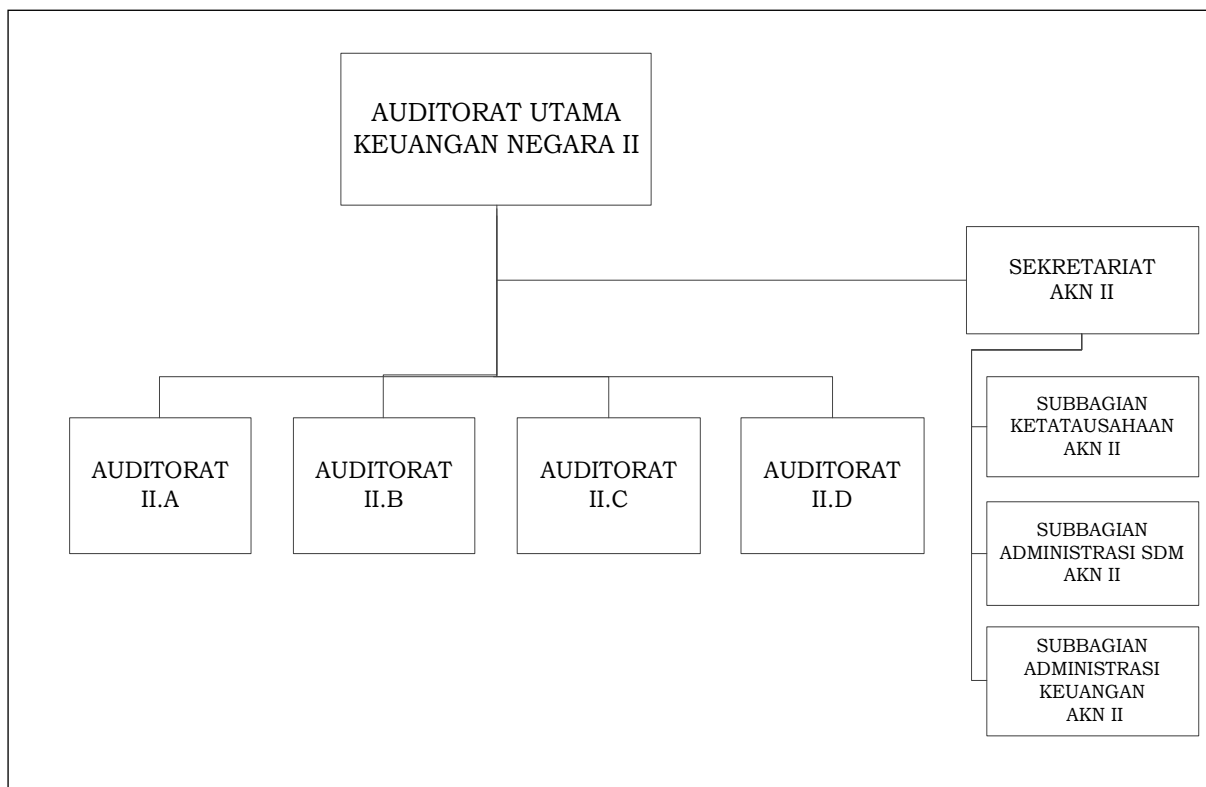 AUDITORAT UTAMA
KEUANGAN NEGARA II
SEKRETARIAT
AKN II
SUBBAGIAN
KETATAUSAHAAN
AKN II
AUDITORAT
II.A
AUDITORAT
II.B
AUDITORAT
II.C
AUDITORAT
II.D
SUBBAGIAN
ADMINISTRASI SDM
AKN II
SUBBAGIAN
ADMINISTRASI
KEUANGAN
AKN II